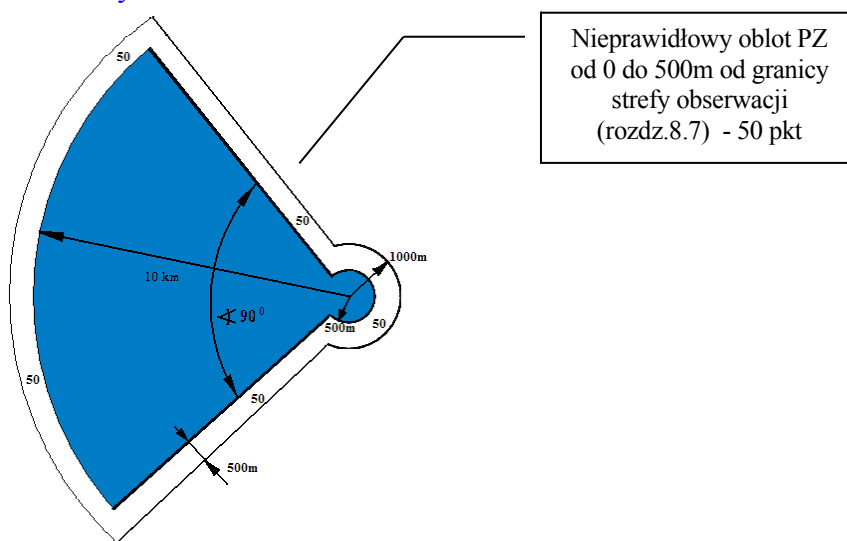 Nieprawidłowy oblot PZ
od 0 do 500m od granicy
strefy obserwacji
(rozdz.8.7) - 50 pkt
50
50
1000m
10 km
∢ 90⁰
500m
50
50
50
500m